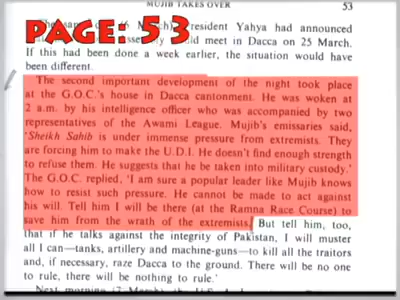 MUJIB TAKES OVER 53
PAGE: 53
The same day (6 March) President Yahya had announced
Assembly would meet in Dacca on 25 March.
If this had been done a week earlier, the situation would have
been different.
The second important development of the night took place
at the G.O.C.'s house in Dacca cantonment. He was woken at
2 a.m. by his intelligence officer who was accompanied by two
representatives of the Awami League. Mujib's emissaries said,
'Sheikh Sahib is under immense pressure from extremists. They
are forcing him to make the U.D.I. He doesn't find enough strength
to refuse them. He suggests that he be taken into military custody.'
The G.O.C. replied, 'I am sure a popular leader like Mujib knows
how to resist such pressure. He cannot be made to act against
his will. Tell him I will be there (at the Ramna Race Course) to
save him from the wrath of the extremists. But tell him, too,
that if he talks against the integrity of Pakistan, I will muster
all I can—tanks, artillery and machine-guns—to kill all the traitors
and, if necessary, raze Dacca to the ground. There will be no one
to rule, there will be nothing to rule.'
Next morning (7 March),